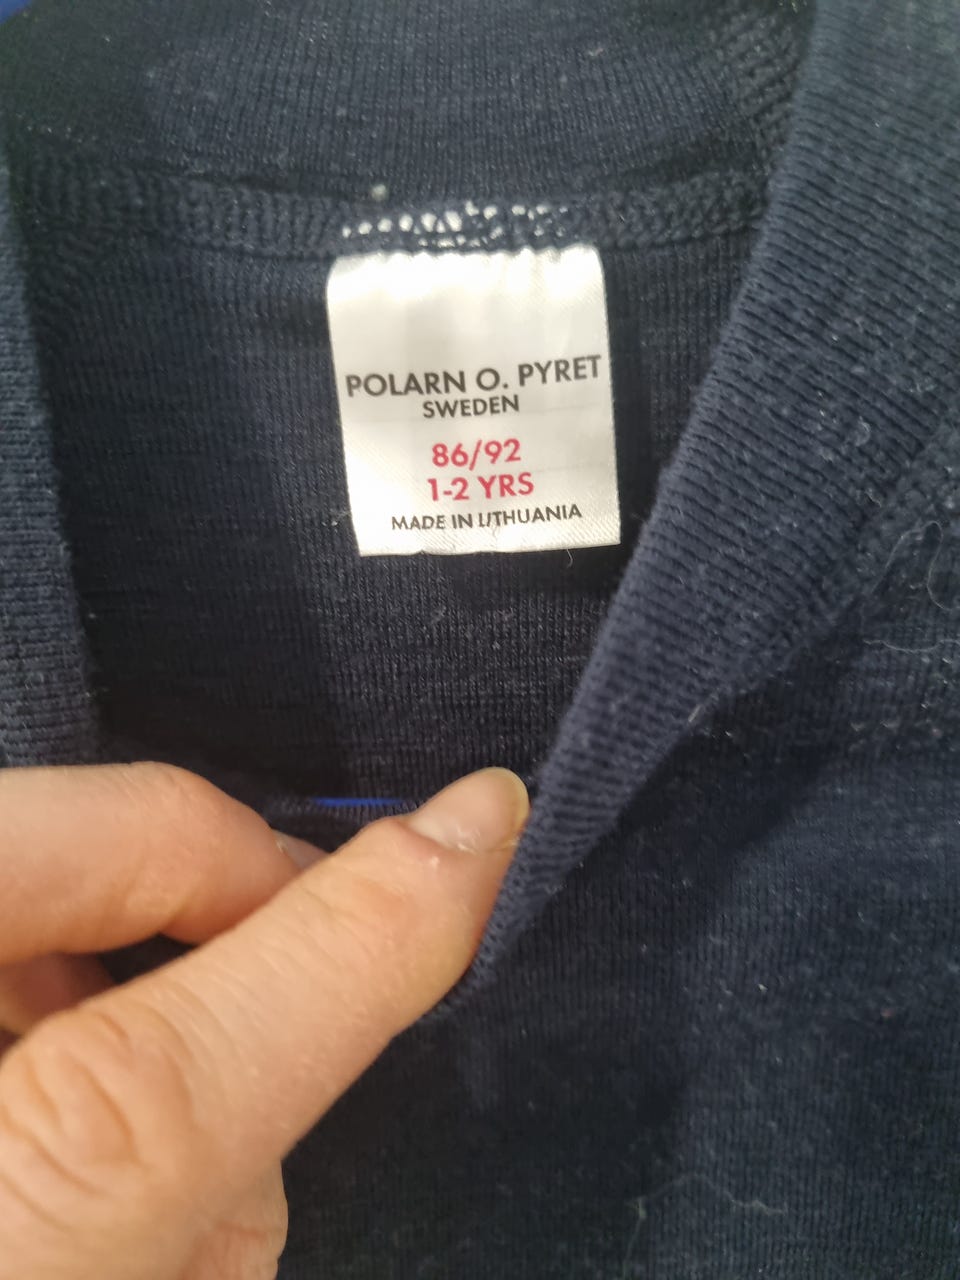 POLARN O. PYRET
SWEDEN
86/92
1-2 YRS
MADE IN LITHUANIA